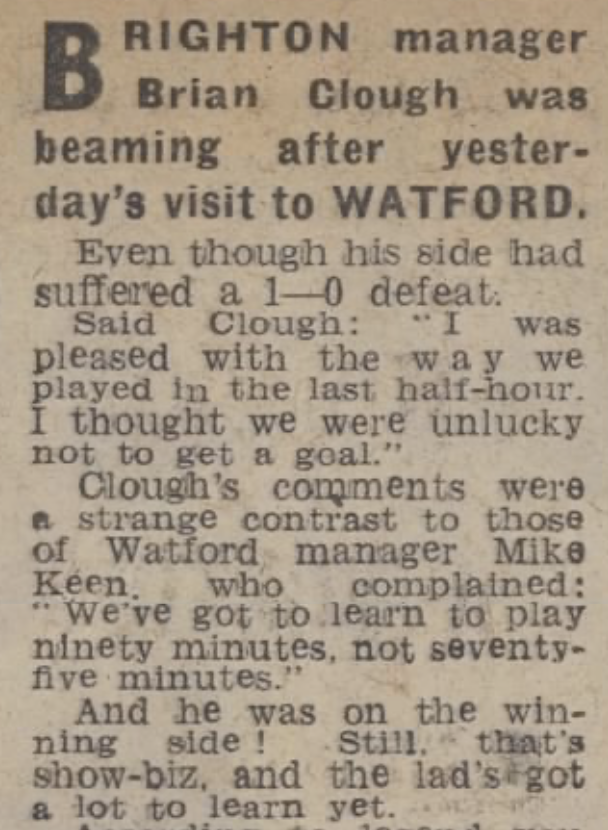 BRIGHTON manager
Brian Clough was
beaming after yester-
day's visit to WATFORD.
Even though his side had
suffered a 1—0 defeat.
Said Clough: "I was
pleased with the way we
played in the last half-hour.
I thought we were unlucky
not to get a goal."
Clough's comments were
a strange contrast to those
of Watford manager Mike
Keen, who complained:
"We've got to learn to play
ninety minutes, not seventy-
five minutes."
And he was on the win-
ning side! Still, that's
show-biz, and the lad's got
a lot to learn yet.